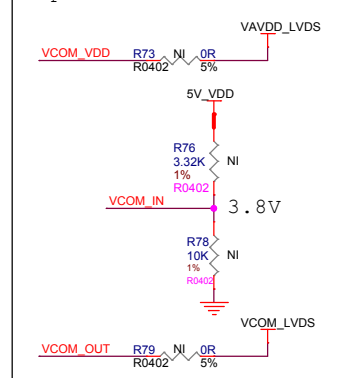 VAVDD_LVDS
VCOM_VDD R73 NI 0R
R0402 5%
5V_VDD
R76
3.32K NI
1%
R0402
VCOM_IN 3.8V
R78
10K NI
1%
R0402
VCOM_LVDS
VCOM_OUT R79 NI 0R
R0402 5%